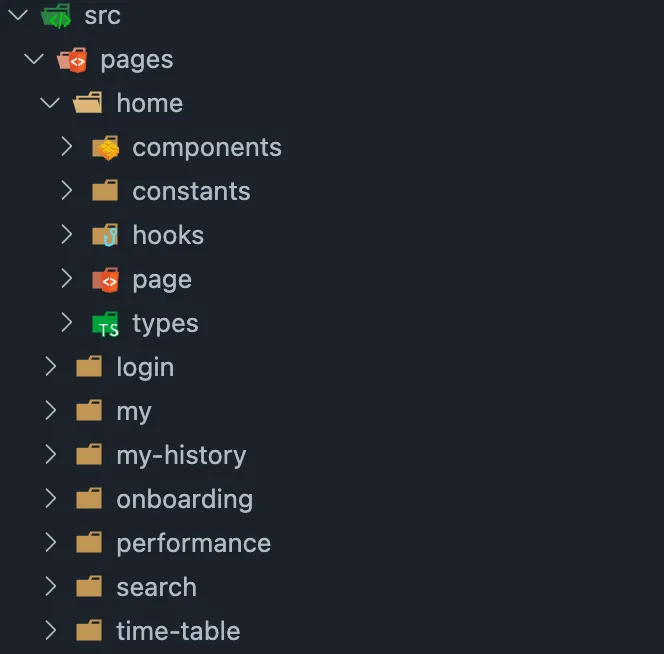 src
pages
home
components
constants
hooks
page
TS types
login
my
my-history
onboarding
performance
search
time-table